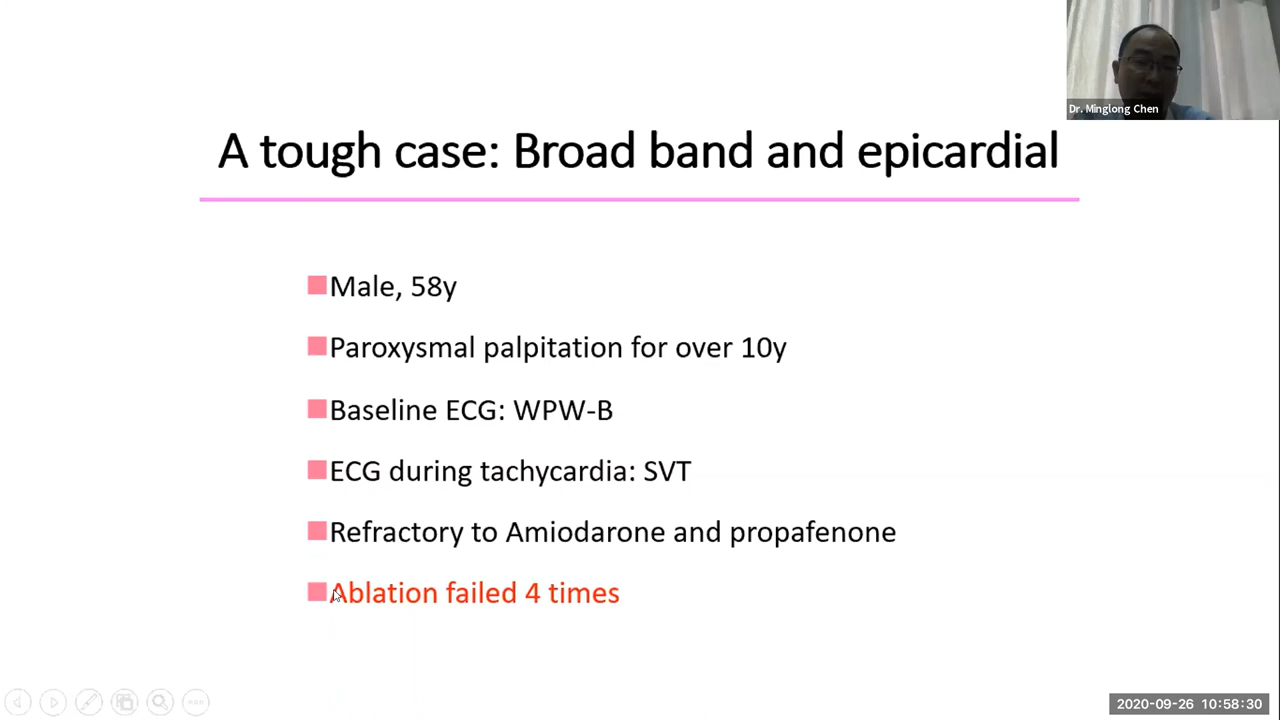 Dr. Minglong Chen
A tough case: Broad band and epicardial
Male, 58y
Paroxysmal palpitation for over 10y
Baseline ECG: WPW-B
ECG during tachycardia: SVT
Refractory to Amiodarone and propafenone
Ablation failed 4 times
2020-09-26 10:58:30